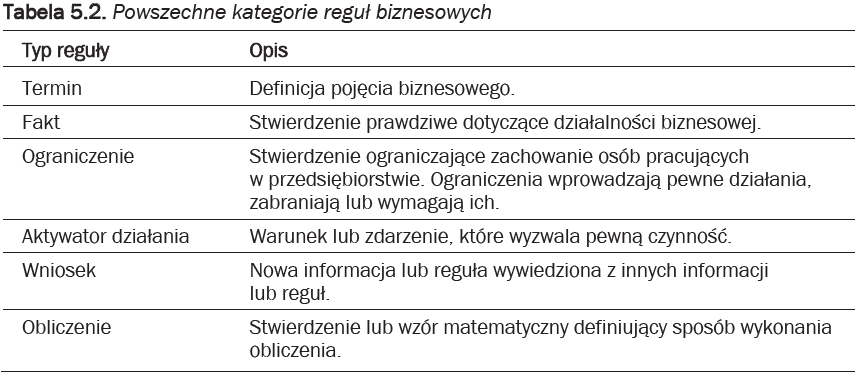 Tabela 5.2. Powszechne kategorie reguł biznesowych
Typ reguły Opis
Termin Definicja pojęcia biznesowego.
Fakt Stwierdzenie prawdziwe dotyczące działalności biznesowej.
Ograniczenie Stwierdzenie ograniczające zachowanie osób pracujących
w przedsiębiorstwie. Ograniczenia wprowadzają pewne działania,
zabraniają lub wymagają ich.
Aktywator działania Warunek lub zdarzenie, które wyzwala pewną czynność.
Wniosek Nowa informacja lub reguła wywiedziona z innych informacji
lub reguł.
Obliczenie Stwierdzenie lub wzór matematyczny definiujący sposób wykonania
obliczenia.